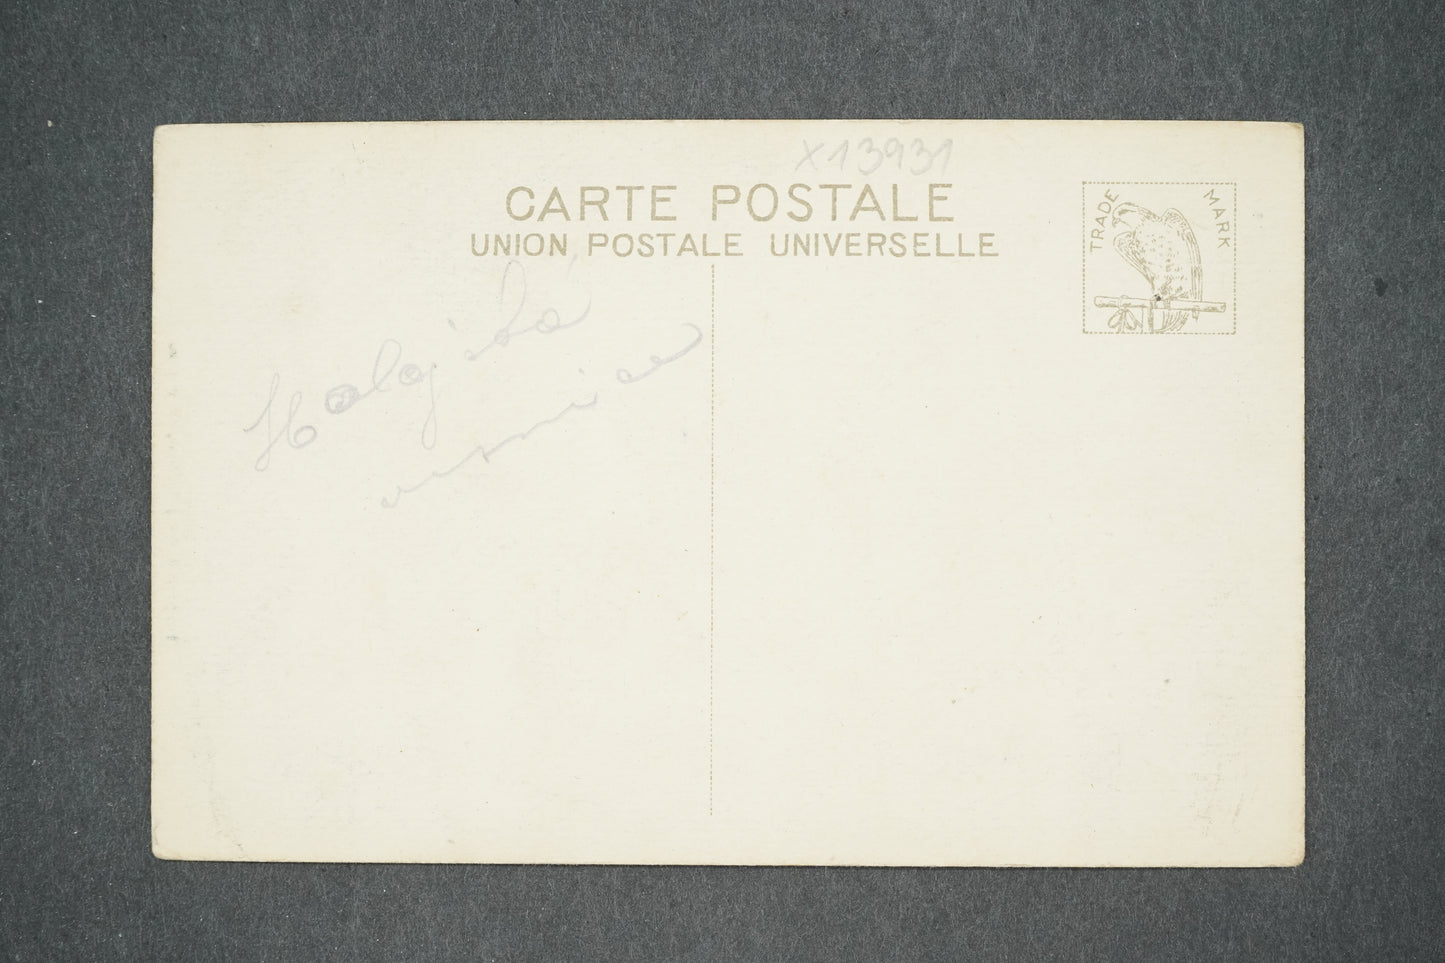 X13931
CARTE POSTALE
UNION POSTALE UNIVERSELLE
TRADE MARK